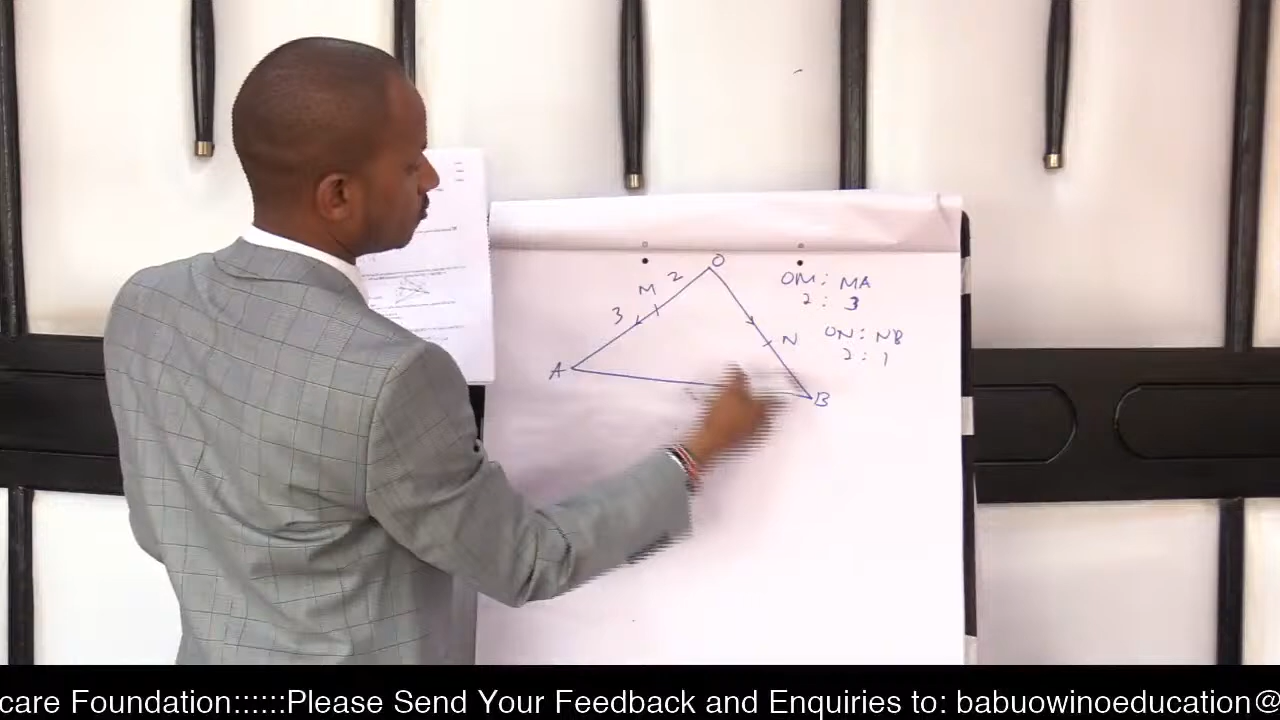 O
2
M
3
A
N
B
OM : MA
2 : 3
ON : NB
2 : 1
care Foundation::::::Please Send Your Feedback and Enquiries to: babuowinoeducation@